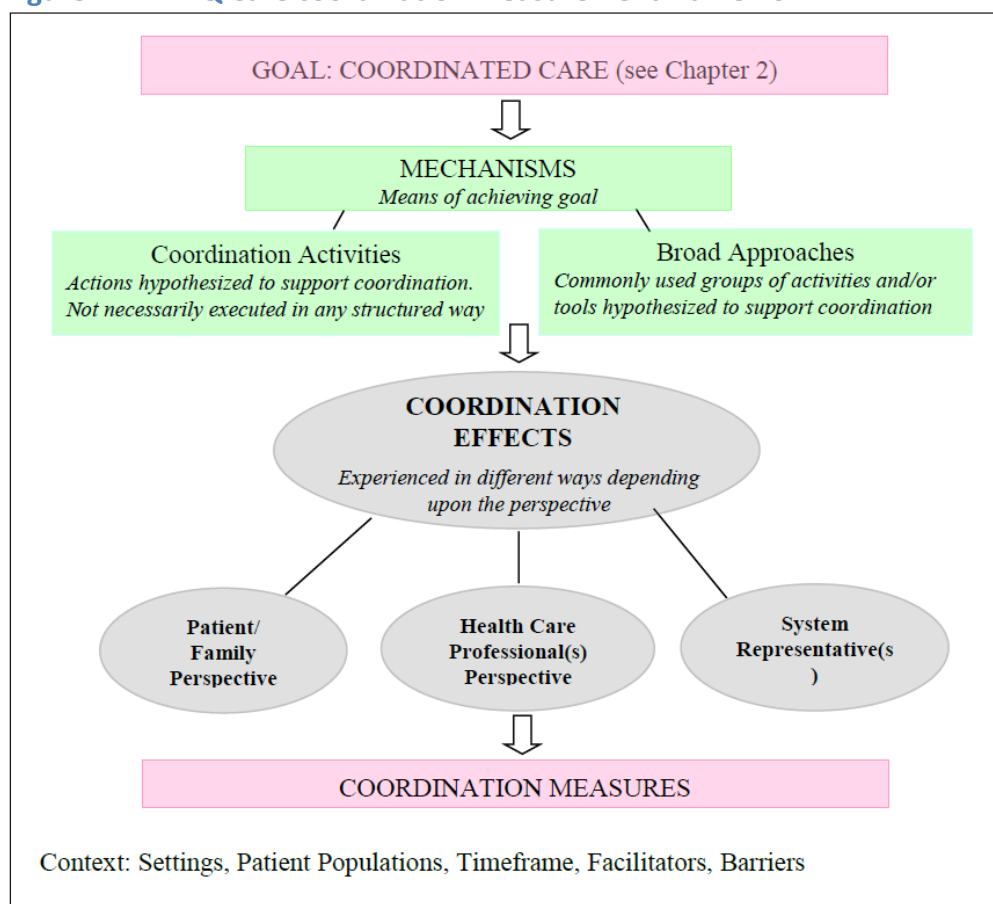 GOAL: COORDINATED CARE (see Chapter 2)
MECHANISMS
Means of achieving goal
Coordination Activities
Actions hypothesized to support coordination.
Not necessarily executed in any structured way
Broad Approaches
Commonly used groups of activities and/or
tools hypothesized to support coordination
COORDINATION
EFFECTS
Experienced in different ways depending
upon the perspective
Patient/
Family
Perspective
Health Care
Professional(s)
Perspective
System
Representative(s
)
COORDINATION MEASURES
Context: Settings, Patient Populations, Timeframe, Facilitators, Barriers